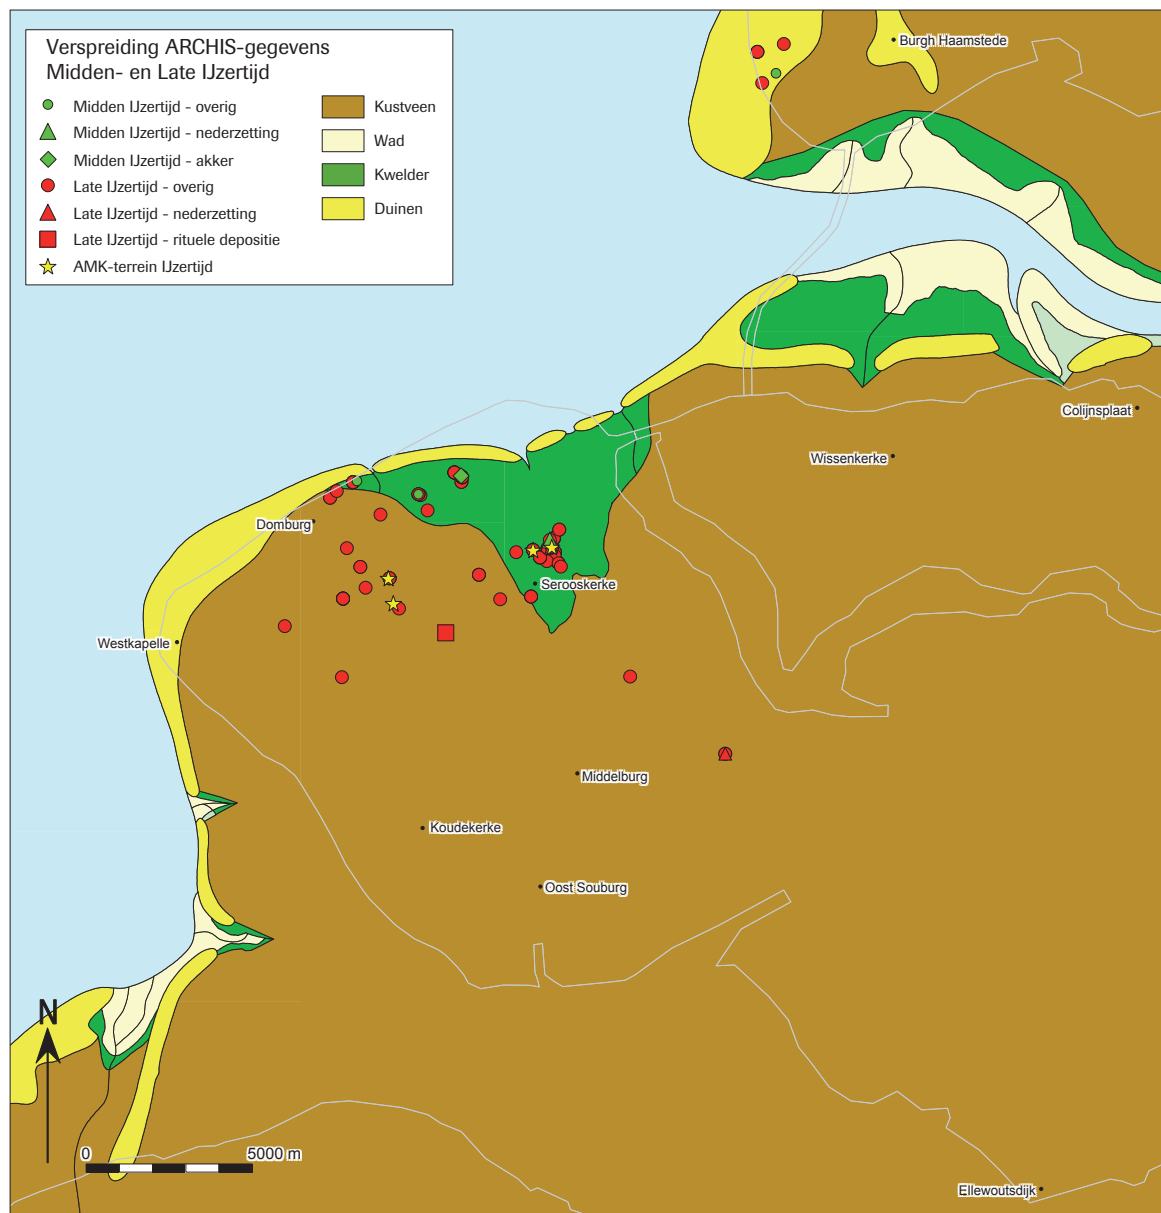 Verspreiding ARCHIS-gegevens
Midden- en Late IJzertijd
Midden IJzertijd - overig
Midden IJzertijd - nederzetting
Midden IJzertijd - akker
Late IJzertijd - overig
Late IJzertijd - nederzetting
Late IJzertijd - rituele depositie
AMK-terrein IJzertijd
Kustveen
Wad
Kwelder
Duinen
Burgh Haamstede
Colijnsplaat
Wissenkerke
Domburg
Serooskerke
Westkapelle
Middelburg
Koudekerke
Oost Souburg
N
0 5000 m
Ellewoutsdijk